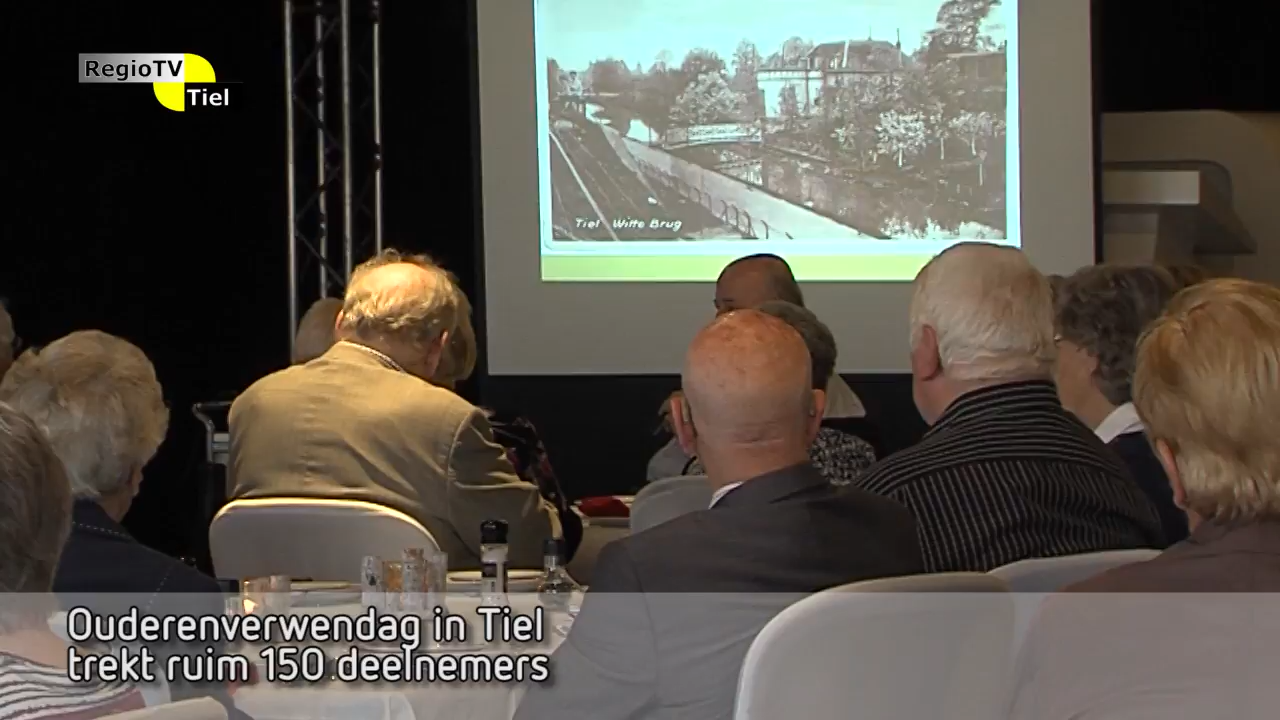 RegioTV
Tiel
Tiel Witte Brug
Ouderenverwendag in Tiel
trekt ruim 150 deelnemers